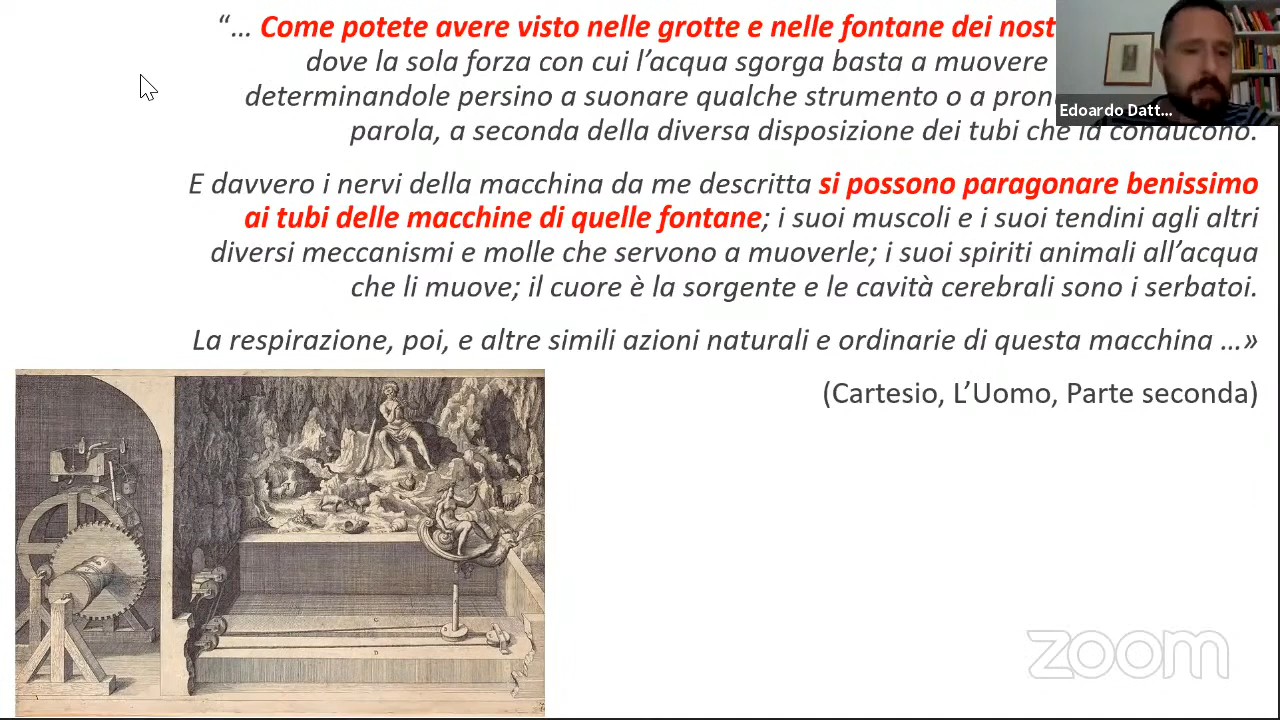 “… Come potete avere visto nelle grotte e nelle fontane dei nost
dove la sola forza con cui l’acqua sgorga basta a muovere
determinandole persino a suonare qualche strumento o a pron
parola, a seconda della diversa disposizione dei tubi che la conducono.
E davvero i nervi della macchina da me descritta si possono paragonare benissimo
ai tubi delle macchine di quelle fontane; i suoi muscoli e i suoi tendini agli altri
diversi meccanismi e molle che servono a muoverle; i suoi spiriti animali all’acqua
che li muove; il cuore è la sorgente e le cavità cerebrali sono i serbatoi.
La respirazione, poi, e altre simili azioni naturali e ordinarie di questa macchina …»
(Cartesio, L’Uomo, Parte seconda)
Edoardo Datt...
zoom